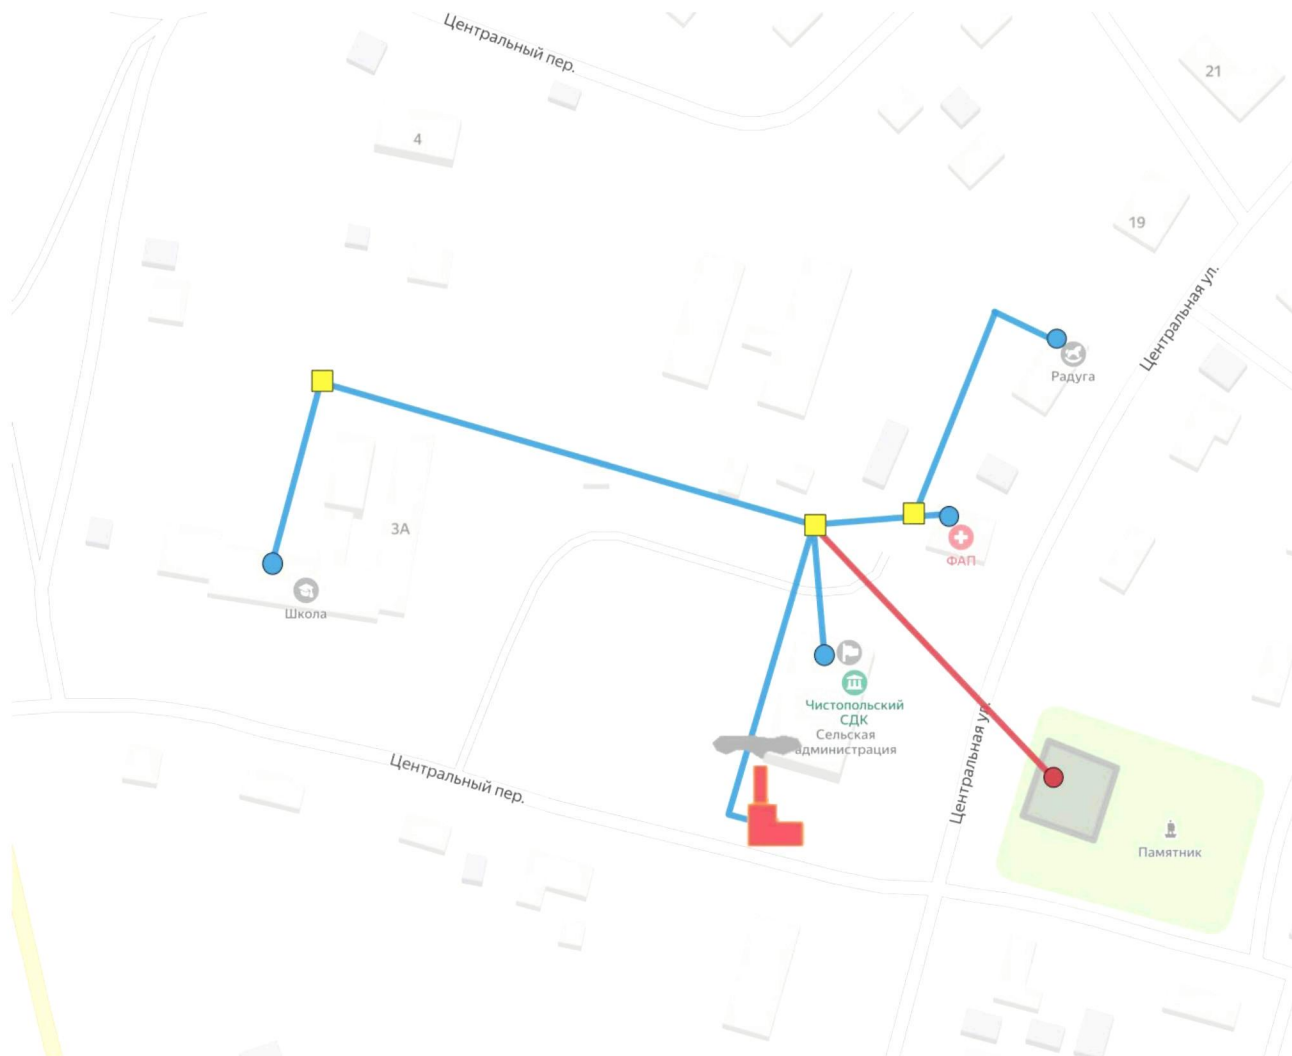 Центральный пер.
21
4
19
Центральная ул.
Радуга
3А
ФАП
Школа
Чистопольский
СДК
Сельская
администрация
Центральная ул.
Центральный пер.
Памятник